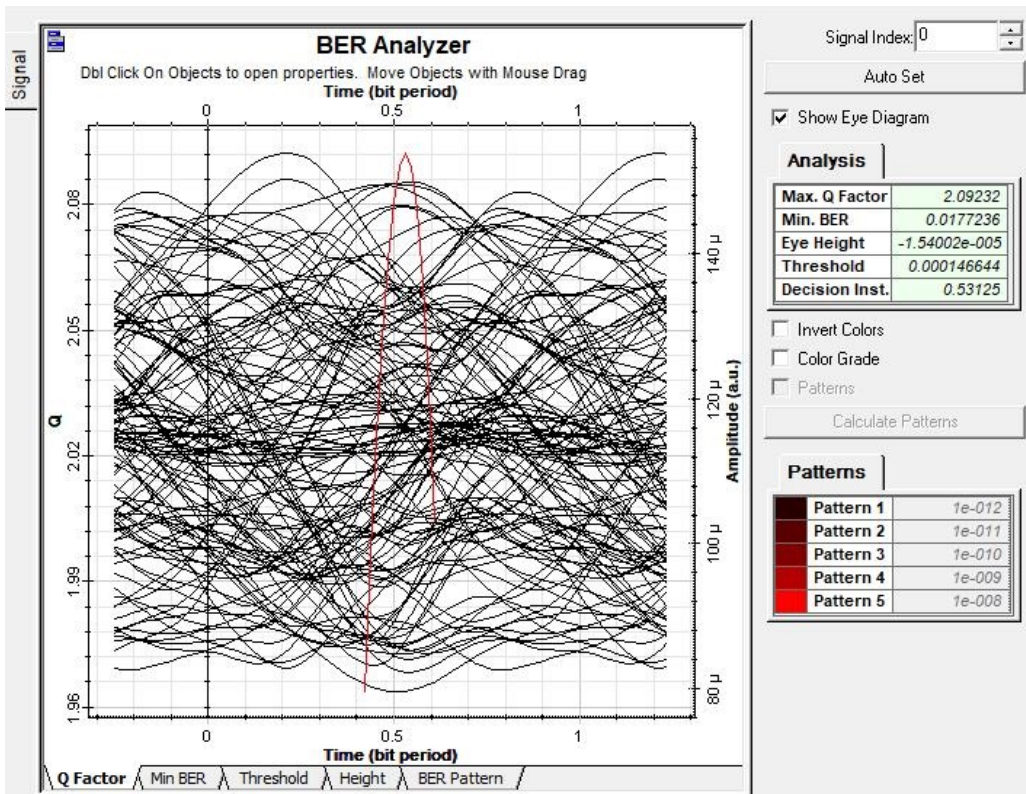 Signal
BER Analyzer
Dbl Click On Objects to open properties. Move Objects with Mouse Drag
Time (bit period)
0 0.5 1
Q
2.08
2.05
2.02
1.99
1.96
Amplitude (a.u.)
140 µ
120 µ
100 µ
80 µ
0 0.5 1
Time (bit period)
Q Factor Min BER Threshold Height BER Pattern
Signal Index: 0
Auto Set
Show Eye Diagram
Analysis
Max. Q Factor 2.09232
Min. BER 0.0177236
Eye Height -1.54002e-005
Threshold 0.000146644
Decision Inst. 0.53125
Invert Colors
Color Grade
Patterns
Calculate Patterns
Patterns
Pattern 1 1e-012
Pattern 2 1e-011
Pattern 3 1e-010
Pattern 4 1e-009
Pattern 5 1e-008